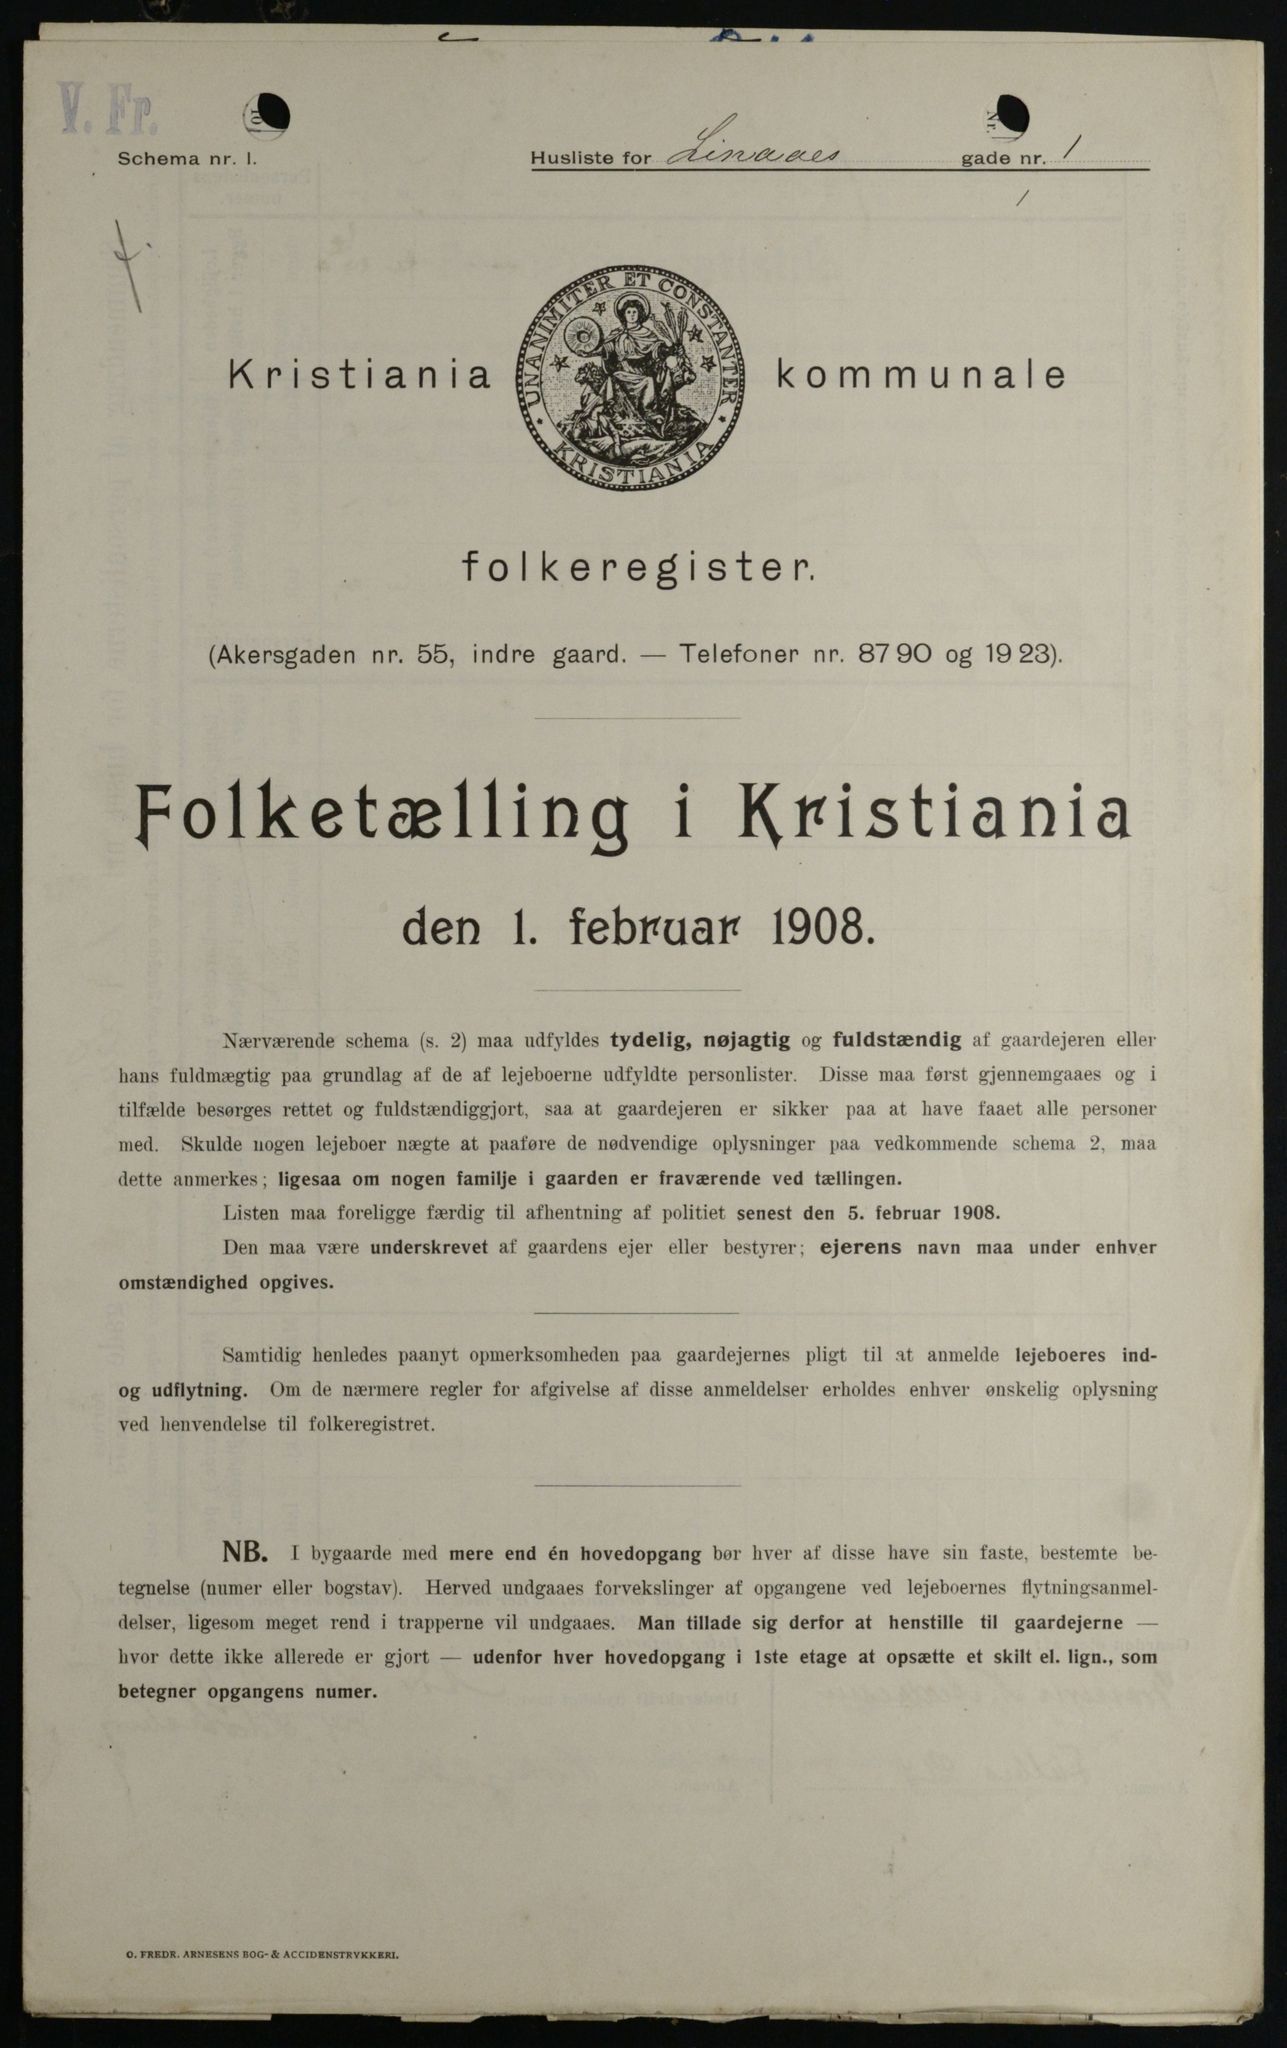 V. Fr.
Schema nr. 1.
Husliste for Linaaes gade nr. 1
1
UNANIMITER ET CONSTANTER
KRISTIANIA
Kristiania kommunale
folkeregister.
(Akersgaden nr. 55, indre gaard. — Telefoner nr. 87 90 og 19 23).
Folketælling i Kristiania
den 1. februar 1908.
Nærværende schema (s. 2) maa udfyldes tydelig, nøjagtig og fuldstændig af gaardejeren eller
hans fuldmægtig paa grundlag af de af lejeboerne udfyldte personlister. Disse maa først gjennemgaaes og i
tilfælde besørges rettet og fuldstændiggjort, saa at gaardejeren er sikker paa at have faaet alle personer
med. Skulde nogen lejeboer nægte at paaføre de nødvendige oplysninger paa vedkommende schema 2, maa
dette anmerkes; ligesaa om nogen familje i gaarden er fraværende ved tællingen.
Listen maa foreligge færdig til afhentning af politiet senest den 5. februar 1908.
Den maa være underskrevet af gaardens ejer eller bestyrer; ejerens navn maa under enhver
omstændighed opgives.
Samtidig henledes paanyt opmerksomheden paa gaardejernes pligt til at anmelde lejeboeres ind-
og udflytning. Om de nærmere regler for afgivelse af disse anmeldelser erholdes enhver ønskelig oplysning
ved henvendelse til folkeregistret.
NB. I bygaarde med mere end én hovedopgang bør hver af disse have sin faste, bestemte be-
tegnelse (numer eller bogstav). Herved undgaaes forvekslinger af opgangene ved lejeboernes flytningsanmel-
delser, ligesom meget rend i trapperne vil undgaaes. Man tillade sig derfor at henstille til gaardejerne —
hvor dette ikke allerede er gjort — udenfor hver hovedopgang i 1ste etage at opsætte et skilt el. lign., som
betegner opgangens numer.
O. FREDR. ARNESENS BOG- & ACCIDENSTRYKKERI.